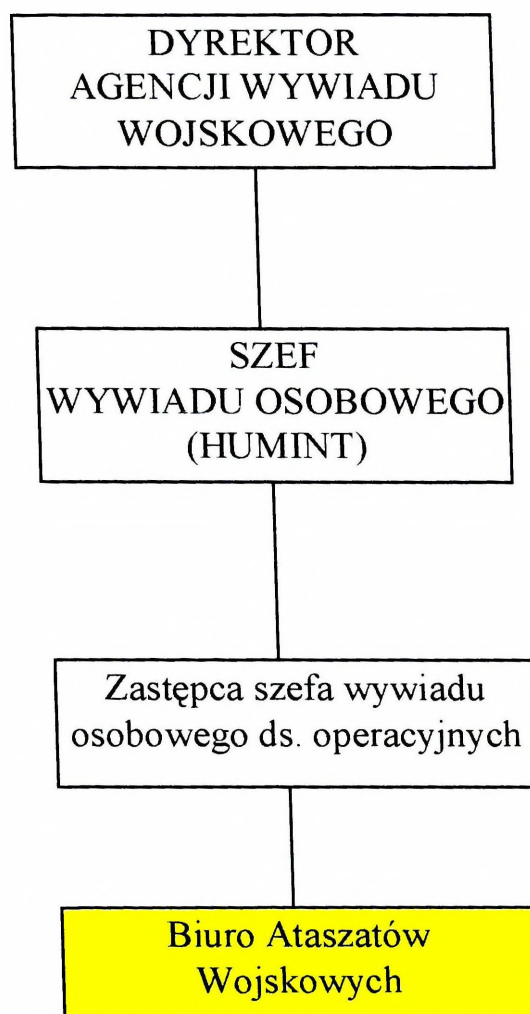 DYREKTOR
AGENCJI WYWIADU
WOJSKOWEGO
SZEF
WYWIADU OSOBOWEGO
(HUMINT)
Zastępca szefa wywiadu
osobowego ds. operacyjnych
Biuro Ataszatów
Wojskowych